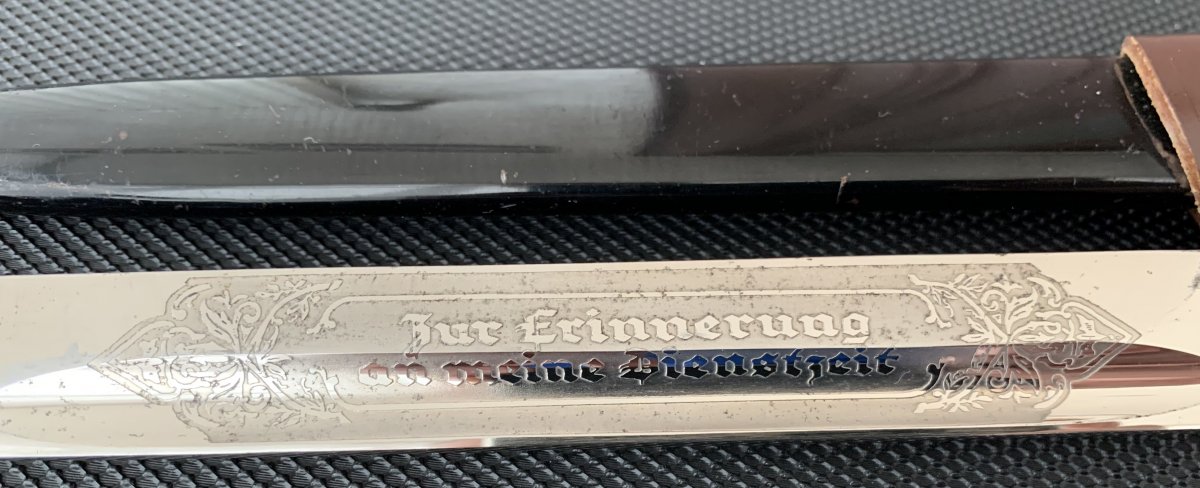 Zur Erinnerung
an meine Dienstzeit